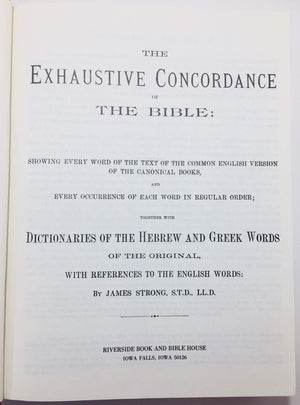 THE
EXHAUSTIVE CONCORDANCE
OF
THE BIBLE:
SHOWING EVERY WORD OF THE TEXT OF THE COMMON ENGLISH VERSION
OF THE CANONICAL BOOKS,
AND
EVERY OCCURRENCE OF EACH WORD IN REGULAR ORDER;
TOGETHER WITH
DICTIONARIES OF THE HEBREW AND GREEK WORDS
OF THE ORIGINAL,
WITH REFERENCES TO THE ENGLISH WORDS:
BY JAMES STRONG, S.T.D., LL.D.
RIVERSIDE BOOK AND BIBLE HOUSE
IOWA FALLS, IOWA 50126